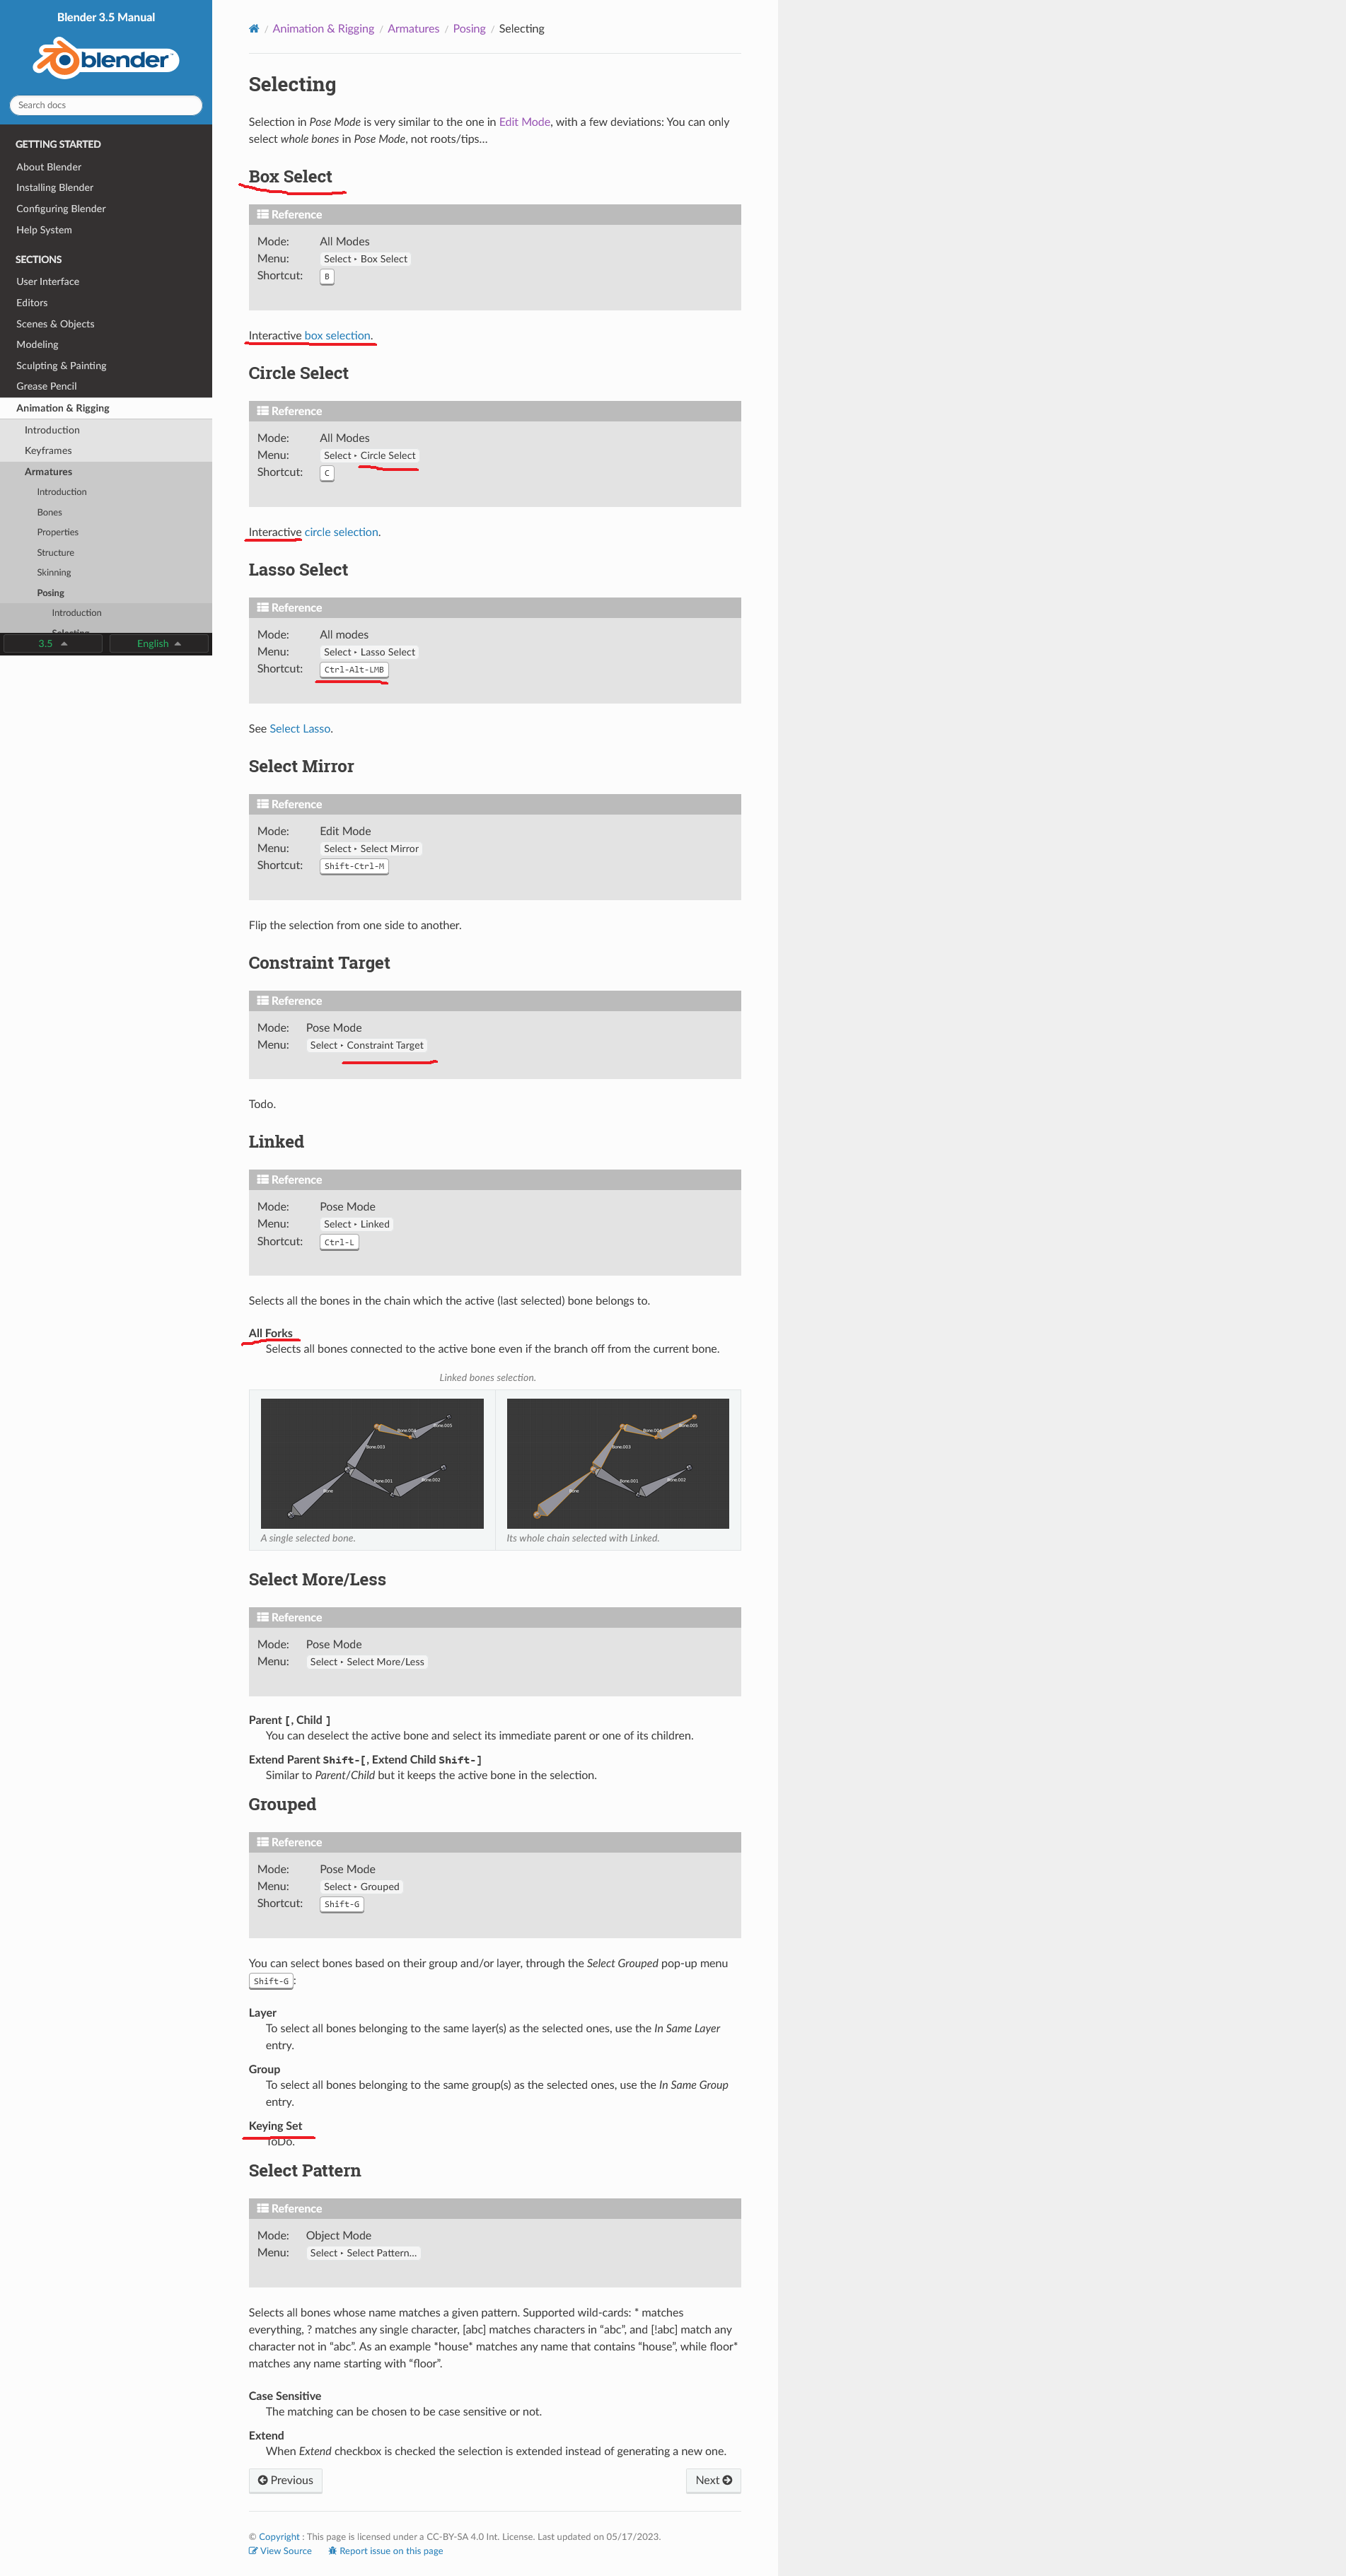 Blender 3.5 Manual
blender™
Search docs
GETTING STARTED
About Blender
Installing Blender
Configuring Blender
Help System
SECTIONS
User Interface
Editors
Scenes & Objects
Modeling
Sculpting & Painting
Grease Pencil
Animation & Rigging
Introduction
Keyframes
Armatures
Introduction
Bones
Properties
Structure
Skinning
Posing
Introduction
Selecting
3.5
English
/ Animation & Rigging / Armatures / Posing / Selecting
Selecting
Selection in Pose Mode is very similar to the one in Edit Mode, with a few deviations: You can only
select whole bones in Pose Mode, not roots/tips...
Box Select
Reference
Mode: All Modes
Menu: Select ‣ Box Select
Shortcut: B
Interactive box selection.
Circle Select
Reference
Mode: All Modes
Menu: Select ‣ Circle Select
Shortcut: C
Interactive circle selection.
Lasso Select
Reference
Mode: All modes
Menu: Select ‣ Lasso Select
Shortcut: Ctrl-Alt-LMB
See Select Lasso.
Select Mirror
Reference
Mode: Edit Mode
Menu: Select ‣ Select Mirror
Shortcut: Shift-Ctrl-M
Flip the selection from one side to another.
Constraint Target
Reference
Mode: Pose Mode
Menu: Select ‣ Constraint Target
Todo.
Linked
Reference
Mode: Pose Mode
Menu: Select ‣ Linked
Shortcut: Ctrl-L
Selects all the bones in the chain which the active (last selected) bone belongs to.
All Forks
Selects all bones connected to the active bone even if the branch off from the current bone.
Linked bones selection.
Bone.005
Bone.004
Bone.003
Bone.001
Bone.002
Bone
Bone.005
Bone.004
Bone.003
Bone.001
Bone.002
Bone
A single selected bone.
Its whole chain selected with Linked.
Select More/Less
Reference
Mode: Pose Mode
Menu: Select ‣ Select More/Less
Parent [, Child ]
You can deselect the active bone and select its immediate parent or one of its children.
Extend Parent Shift-[, Extend Child Shift-]
Similar to Parent/Child but it keeps the active bone in the selection.
Grouped
Reference
Mode: Pose Mode
Menu: Select ‣ Grouped
Shortcut: Shift-G
You can select bones based on their group and/or layer, through the Select Grouped pop-up menu
Shift-G:
Layer
To select all bones belonging to the same layer(s) as the selected ones, use the In Same Layer
entry.
Group
To select all bones belonging to the same group(s) as the selected ones, use the In Same Group
entry.
Keying Set
ToDo.
Select Pattern
Reference
Mode: Object Mode
Menu: Select ‣ Select Pattern...
Selects all bones whose name matches a given pattern. Supported wild-cards: * matches
everything, ? matches any single character, [abc] matches characters in “abc”, and [!abc] match any
character not in “abc”. As an example *house* matches any name that contains “house”, while floor*
matches any name starting with “floor”.
Case Sensitive
The matching can be chosen to be case sensitive or not.
Extend
When Extend checkbox is checked the selection is extended instead of generating a new one.
Previous
Next
© Copyright : This page is licensed under a CC-BY-SA 4.0 Int. License. Last updated on 05/17/2023.
View Source Report issue on this page